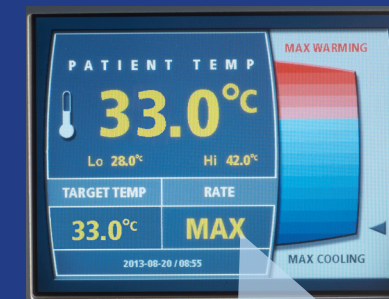 MAX WARMING
PATIENT TEMP
33.0°C
Lo 28.0°C Hi 42.0°C
TARGET TEMP RATE
33.0°C MAX
2013-08-20 / 08:55
MAX COOLING